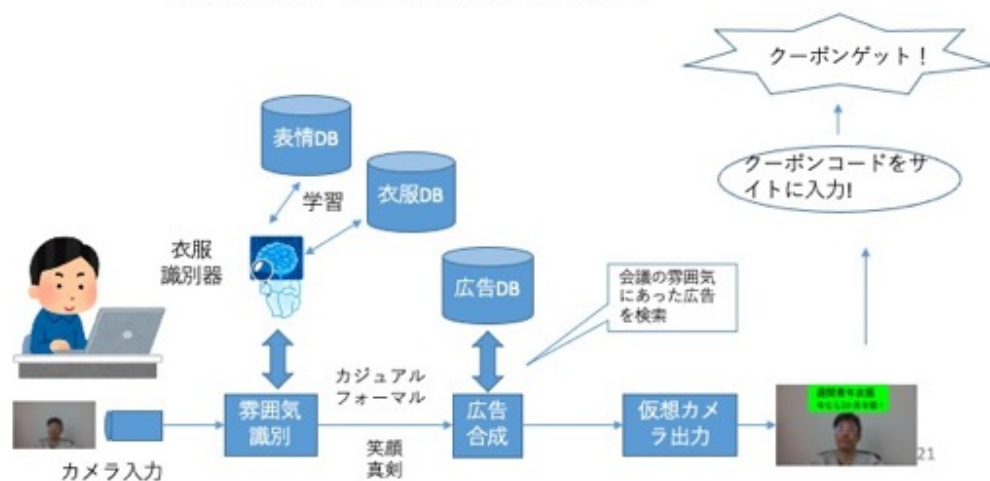 クーポンゲット！
クーポンコードをサ
イトに入力!
表情DB
衣服DB
学習
衣服
識別器
広告DB
会議の雰囲気
にあった広告
を検索
カジュアル
フォーマル
雰囲気
識別
広告
合成
仮想カメ
ラ出力
笑顔
真剣
カメラ入力
21